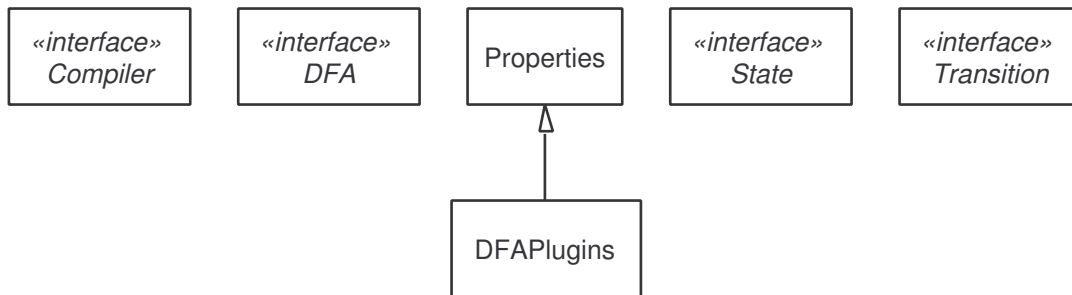 «interface»
Compiler
«interface»
DFA
Properties
«interface»
State
«interface»
Transition
DFAPlugins